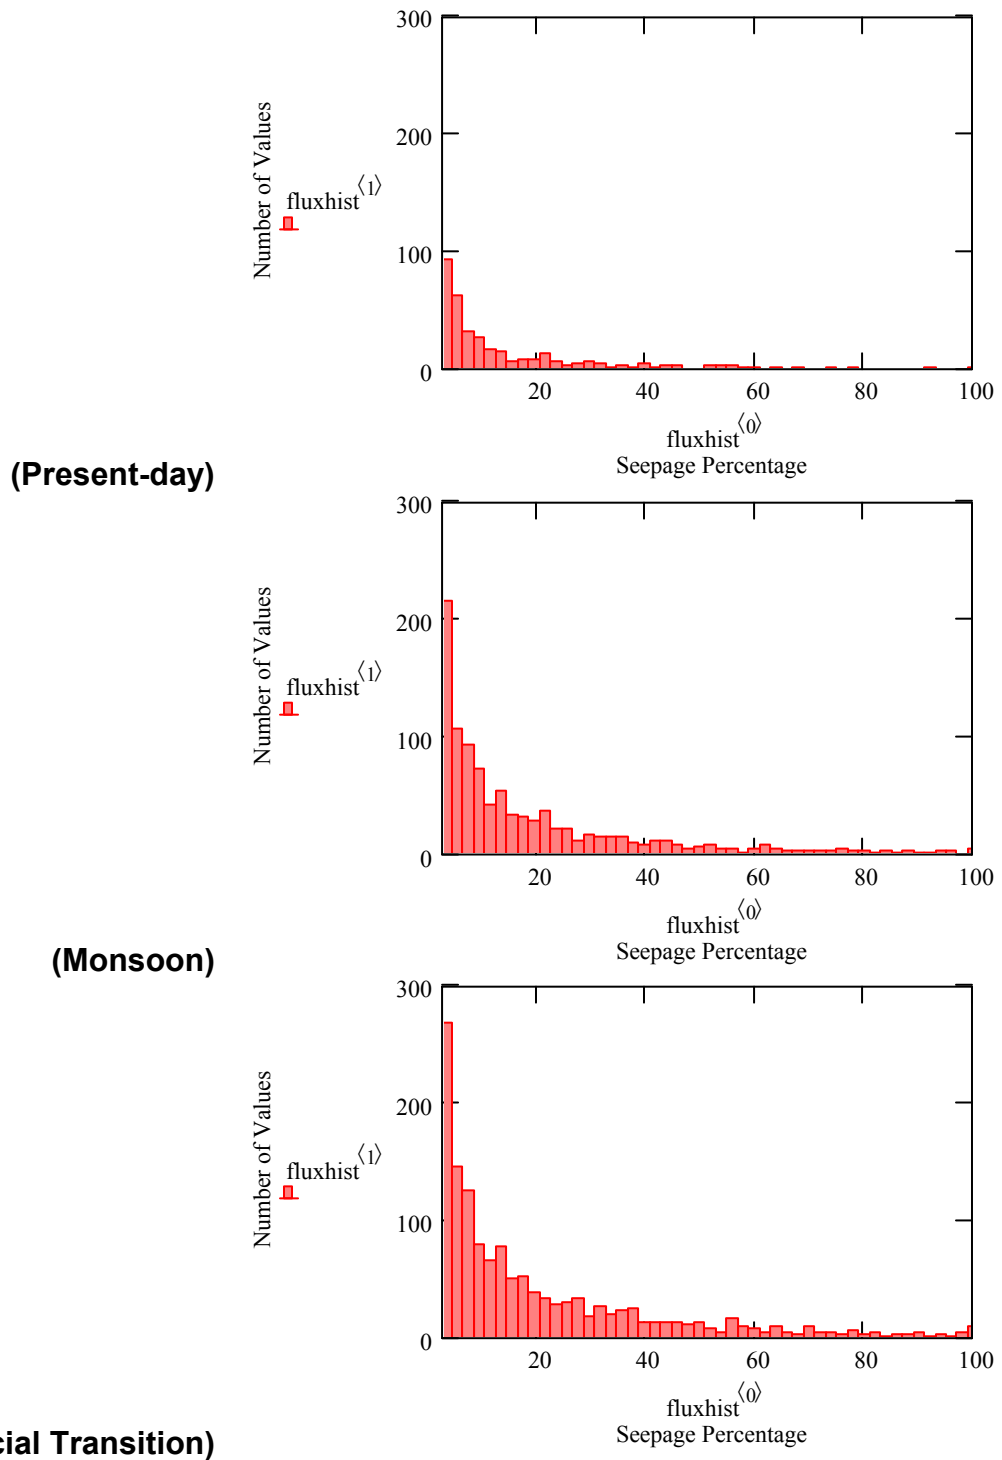 300
200
100
0
Number of Values
fluxhist⟨1⟩
20 40 60 80 100
fluxhist⟨0⟩
Seepage Percentage
(Present-day)
300
200
100
0
Number of Values
fluxhist⟨1⟩
20 40 60 80 100
fluxhist⟨0⟩
Seepage Percentage
(Monsoon)
300
200
100
0
Number of Values
fluxhist⟨1⟩
20 40 60 80 100
fluxhist⟨0⟩
Seepage Percentage
Transition)